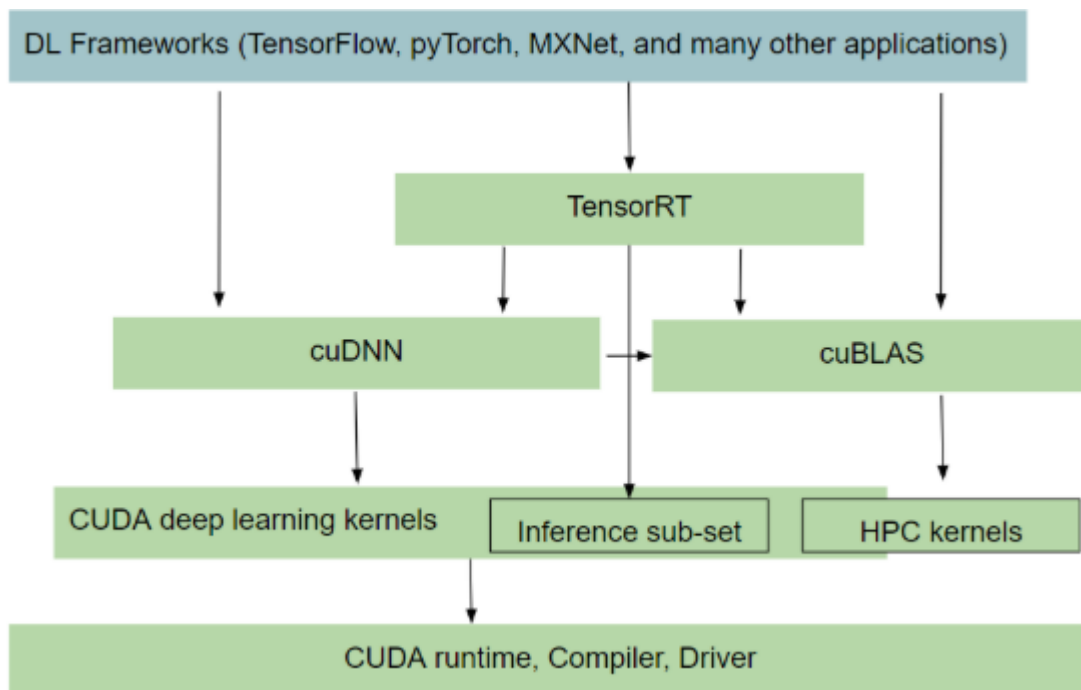 DL Frameworks (TensorFlow, pyTorch, MXNet, and many other applications)
TensorRT
cuDNN
cuBLAS
CUDA deep learning kernels
Inference sub-set
HPC kernels
CUDA runtime, Compiler, Driver